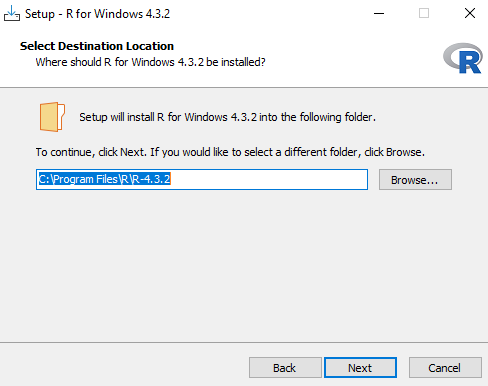 Setup - R for Windows 4.3.2
Select Destination Location
Where should R for Windows 4.3.2 be installed?
R
Setup will install R for Windows 4.3.2 into the following folder.
To continue, click Next. If you would like to select a different folder, click Browse.
C:\Program Files\R\R-4.3.2
Browse...
Back
Next
Cancel